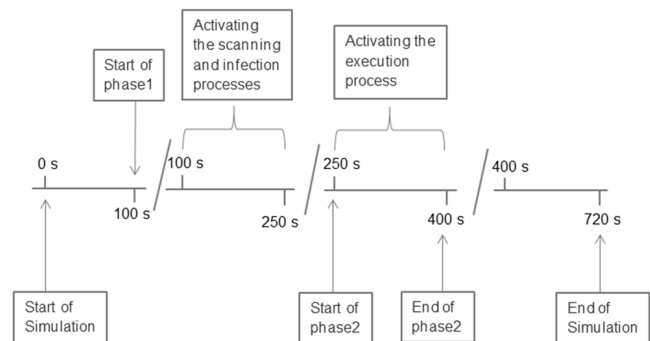 Activating
the scanning
and infection
processes
Activating the
execution
process
Start of
phase1
0 s
100 s
100 s
250 s
250 s
400 s
400 s
720 s
Start of
Simulation
Start of
phase2
End of
phase2
End of
Simulation